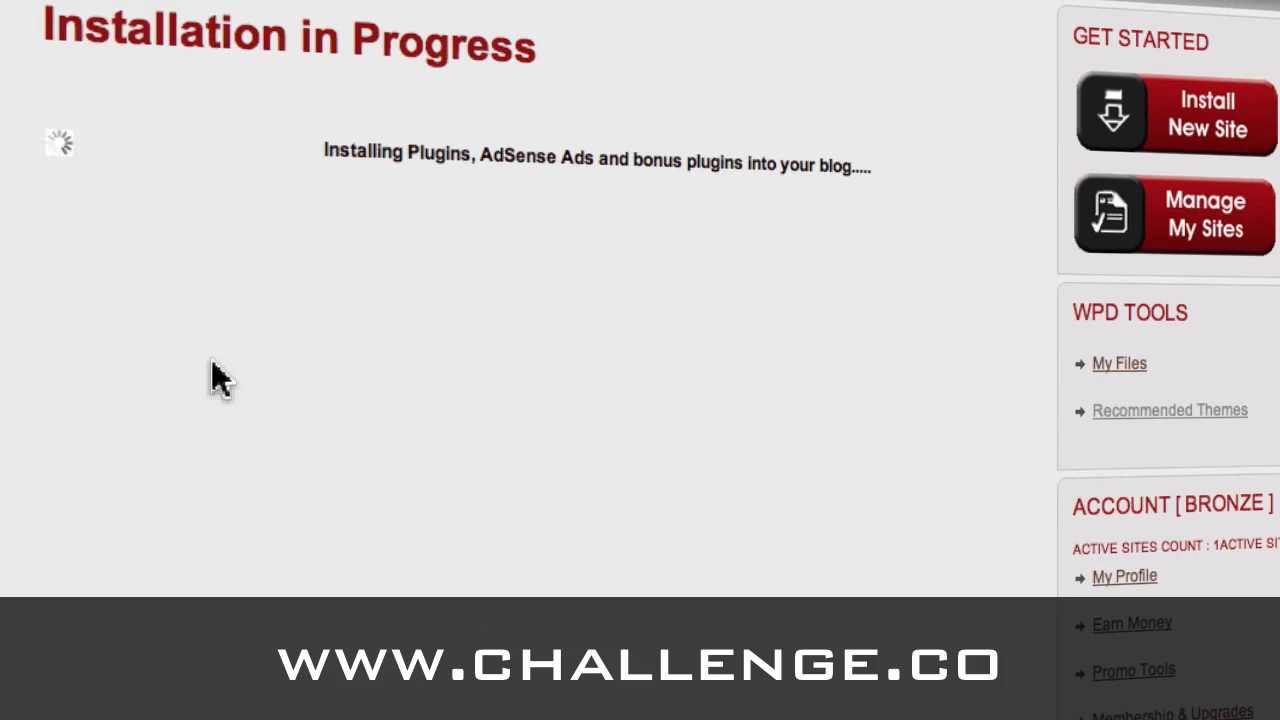 Installation in Progress
Installing Plugins, AdSense Ads and bonus plugins into your blog.....
GET STARTED
Install
New Site
Manage
My Sites
WPD TOOLS
My Files
Recommended Themes
ACCOUNT [ BRONZE ]
ACTIVE SITES COUNT : 1ACTIVE
My Profile
Earn Money
Promo Tools
Membership & Upgrades
WWW.CHALLENGE.CO